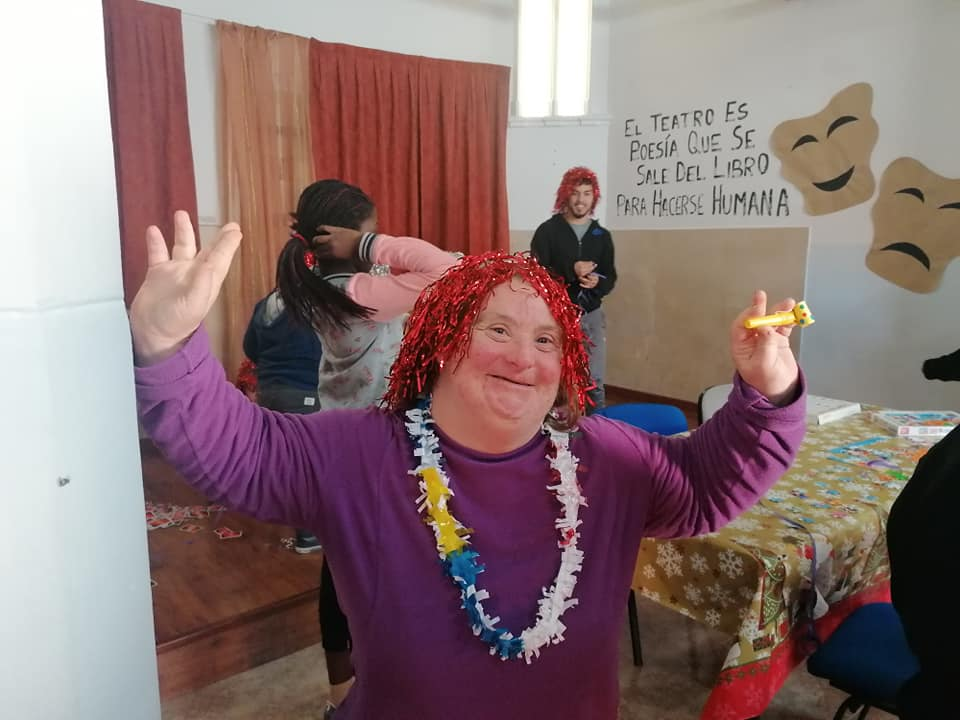 EL TEATRO ES
POESÍA QUE SE
SALE DEL LIBRO
PARA HACERSE HUMANA